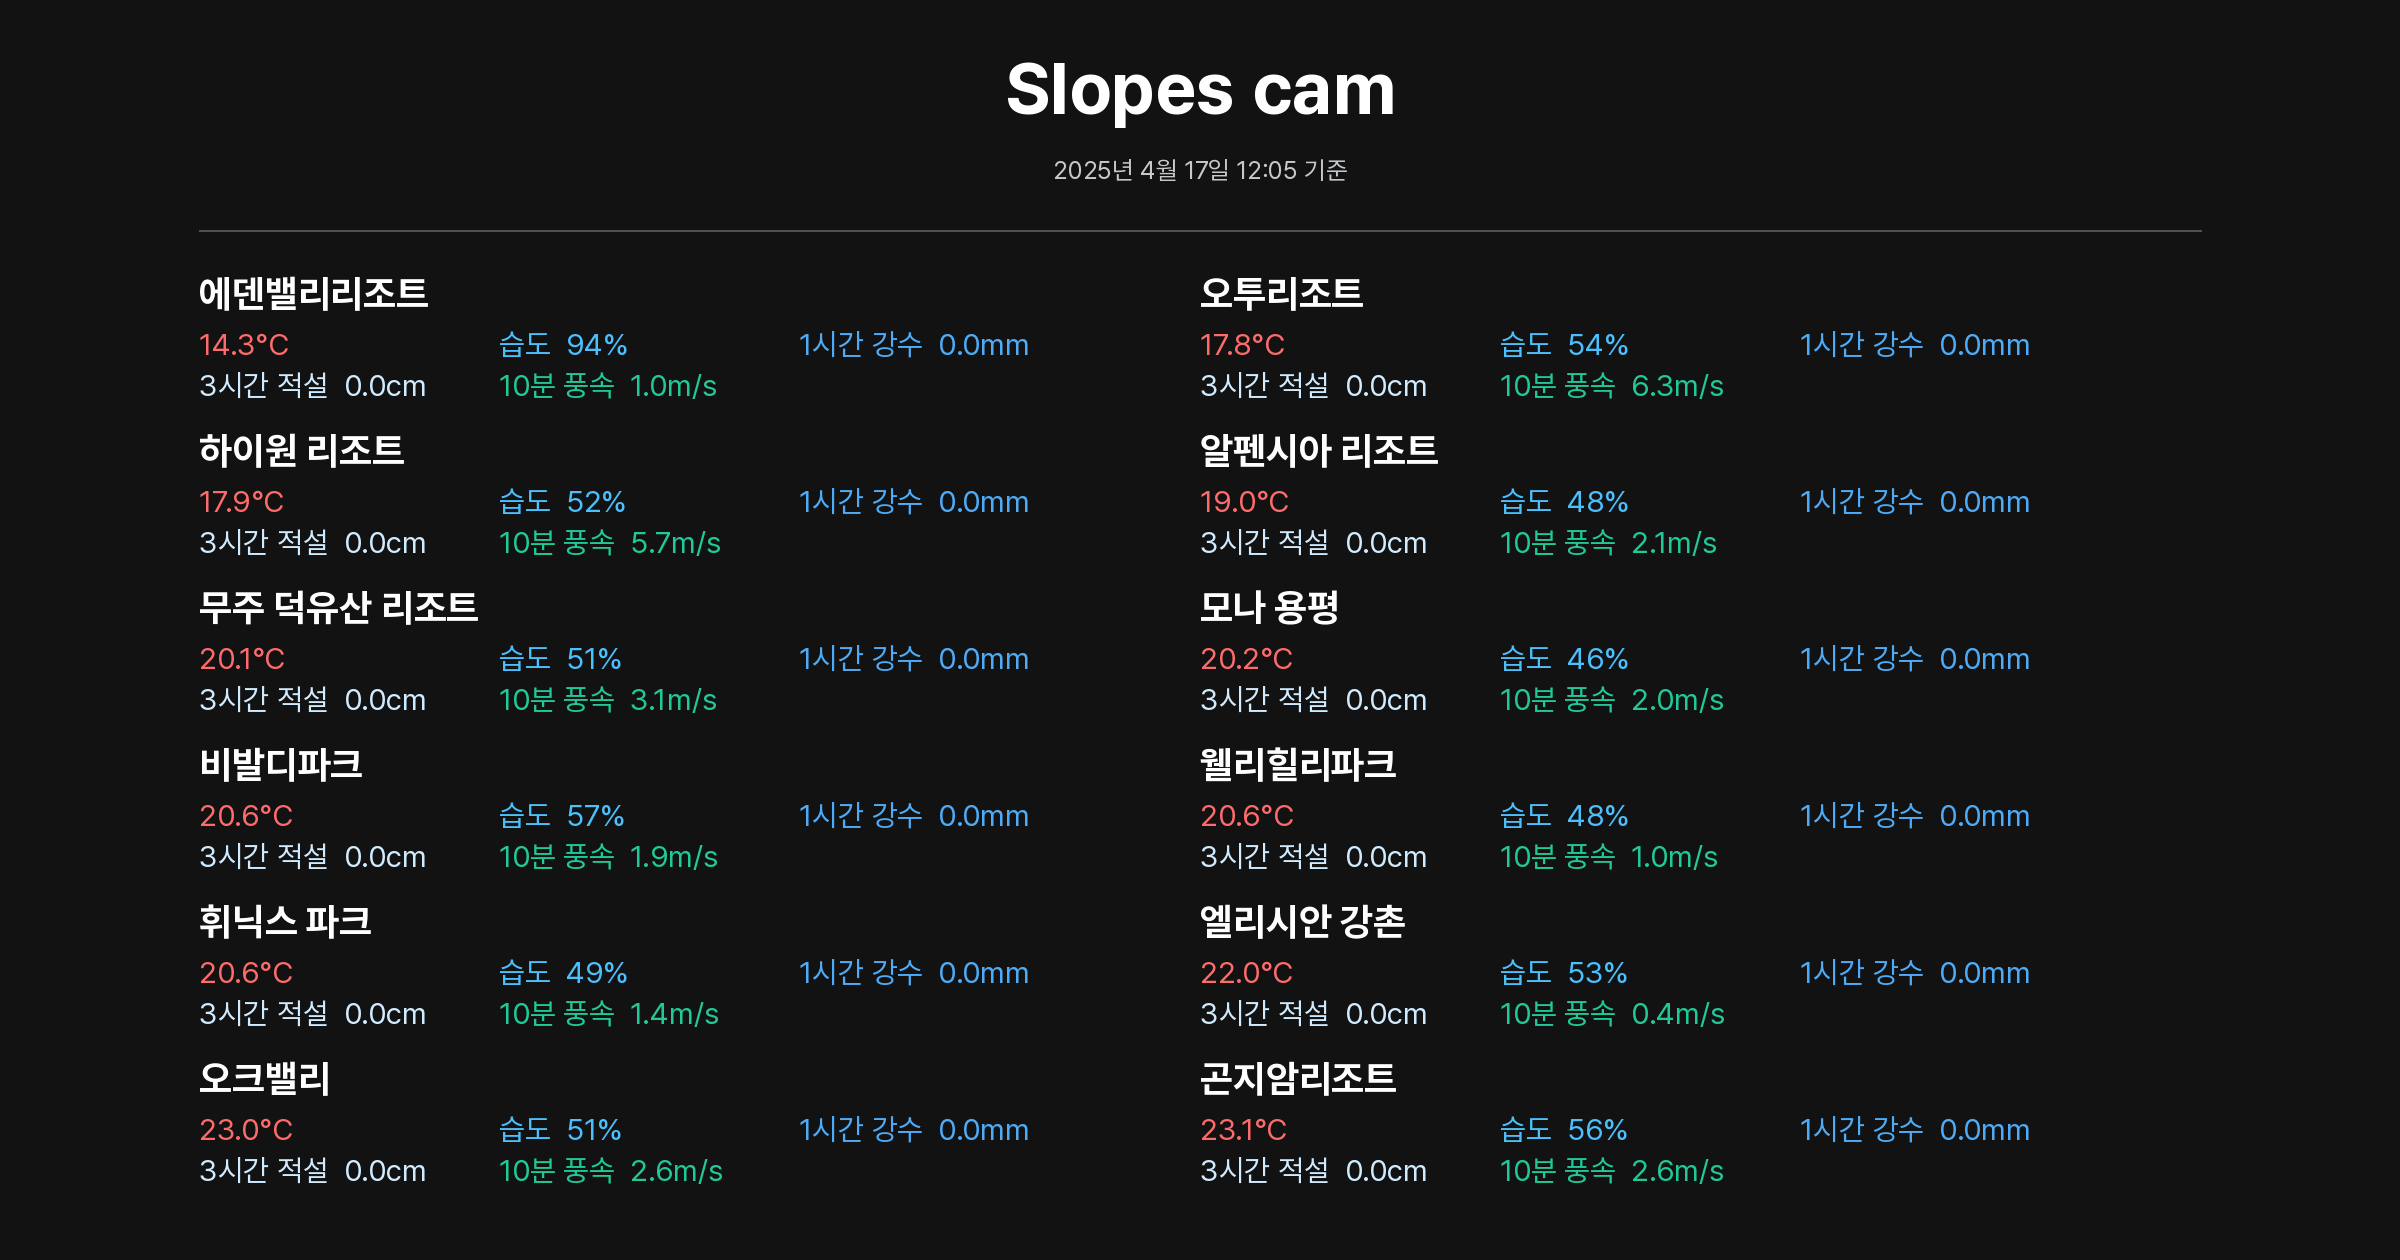 Slopes cam
2025년 4월 17일 12:05 기준
에덴밸리리조트
14.3°C 습도 94% 1시간 강수 0.0mm
3시간 적설 0.0cm 10분 풍속 1.0m/s
오투리조트
17.8°C 습도 54% 1시간 강수 0.0mm
3시간 적설 0.0cm 10분 풍속 6.3m/s
하이원 리조트
17.9°C 습도 52% 1시간 강수 0.0mm
3시간 적설 0.0cm 10분 풍속 5.7m/s
알펜시아 리조트
19.0°C 습도 48% 1시간 강수 0.0mm
3시간 적설 0.0cm 10분 풍속 2.1m/s
무주 덕유산 리조트
20.1°C 습도 51% 1시간 강수 0.0mm
3시간 적설 0.0cm 10분 풍속 3.1m/s
모나 용평
20.2°C 습도 46% 1시간 강수 0.0mm
3시간 적설 0.0cm 10분 풍속 2.0m/s
비발디파크
20.6°C 습도 57% 1시간 강수 0.0mm
3시간 적설 0.0cm 10분 풍속 1.9m/s
웰리힐리파크
20.6°C 습도 48% 1시간 강수 0.0mm
3시간 적설 0.0cm 10분 풍속 1.0m/s
휘닉스 파크
20.6°C 습도 49% 1시간 강수 0.0mm
3시간 적설 0.0cm 10분 풍속 1.4m/s
엘리시안 강촌
22.0°C 습도 53% 1시간 강수 0.0mm
3시간 적설 0.0cm 10분 풍속 0.4m/s
오크밸리
23.0°C 습도 51% 1시간 강수 0.0mm
3시간 적설 0.0cm 10분 풍속 2.6m/s
곤지암리조트
23.1°C 습도 56% 1시간 강수 0.0mm
3시간 적설 0.0cm 10분 풍속 2.6m/s